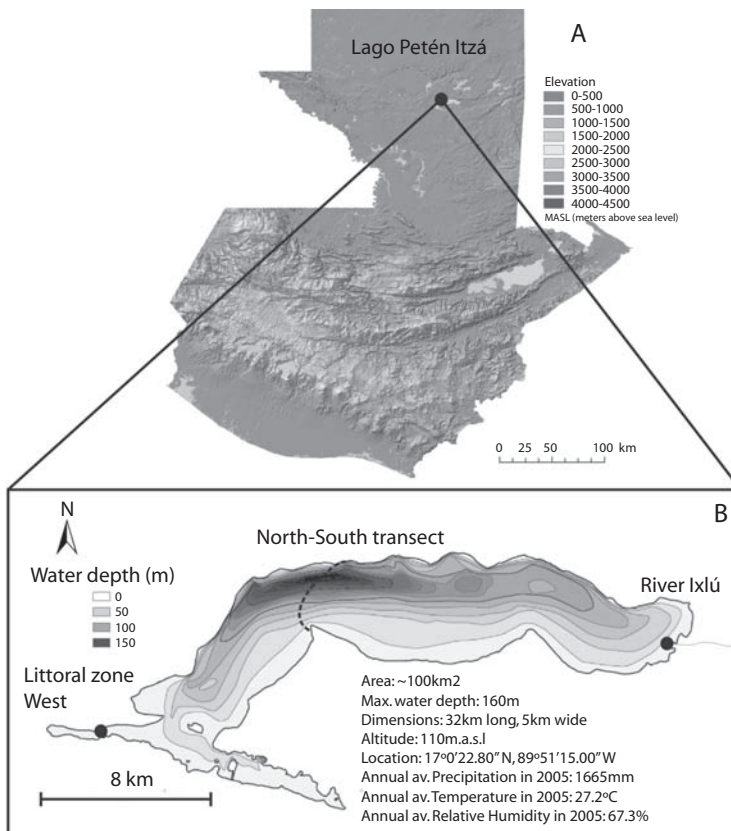 Lago Petén Itzá
A
Elevation
0-500
500-1000
1000-1500
1500-2000
2000-2500
2500-3000
3000-3500
3500-4000
4000-4500
MASL (meters above sea level)
0 25 50 100 km
B
N
North-South transect
Water depth (m)
0
50
100
150
River Ixlú
Littoral zone
West
8 km
Area: ~100km2
Max. water depth: 160m
Dimensions: 32km long, 5km wide
Altitude: 110m.a.s.l
Location: 17º0'22.80'' N, 89º51'15.00'' W
Annual av. Precipitation in 2005: 1665mm
Annual av. Temperature in 2005: 27.2ºC
Annual av. Relative Humidity in 2005: 67.3%